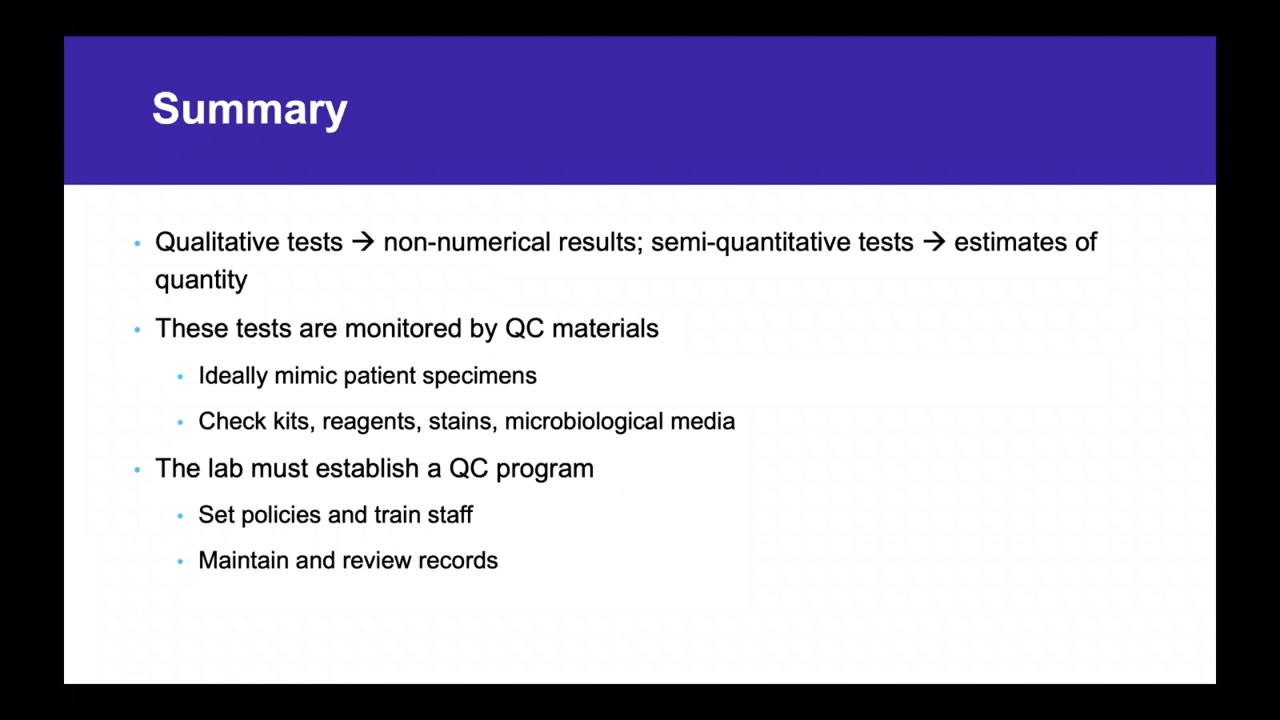 Summary
• Qualitative tests → non-numerical results; semi-quantitative tests → estimates of
quantity
• These tests are monitored by QC materials
• Ideally mimic patient specimens
• Check kits, reagents, stains, microbiological media
• The lab must establish a QC program
• Set policies and train staff
• Maintain and review records